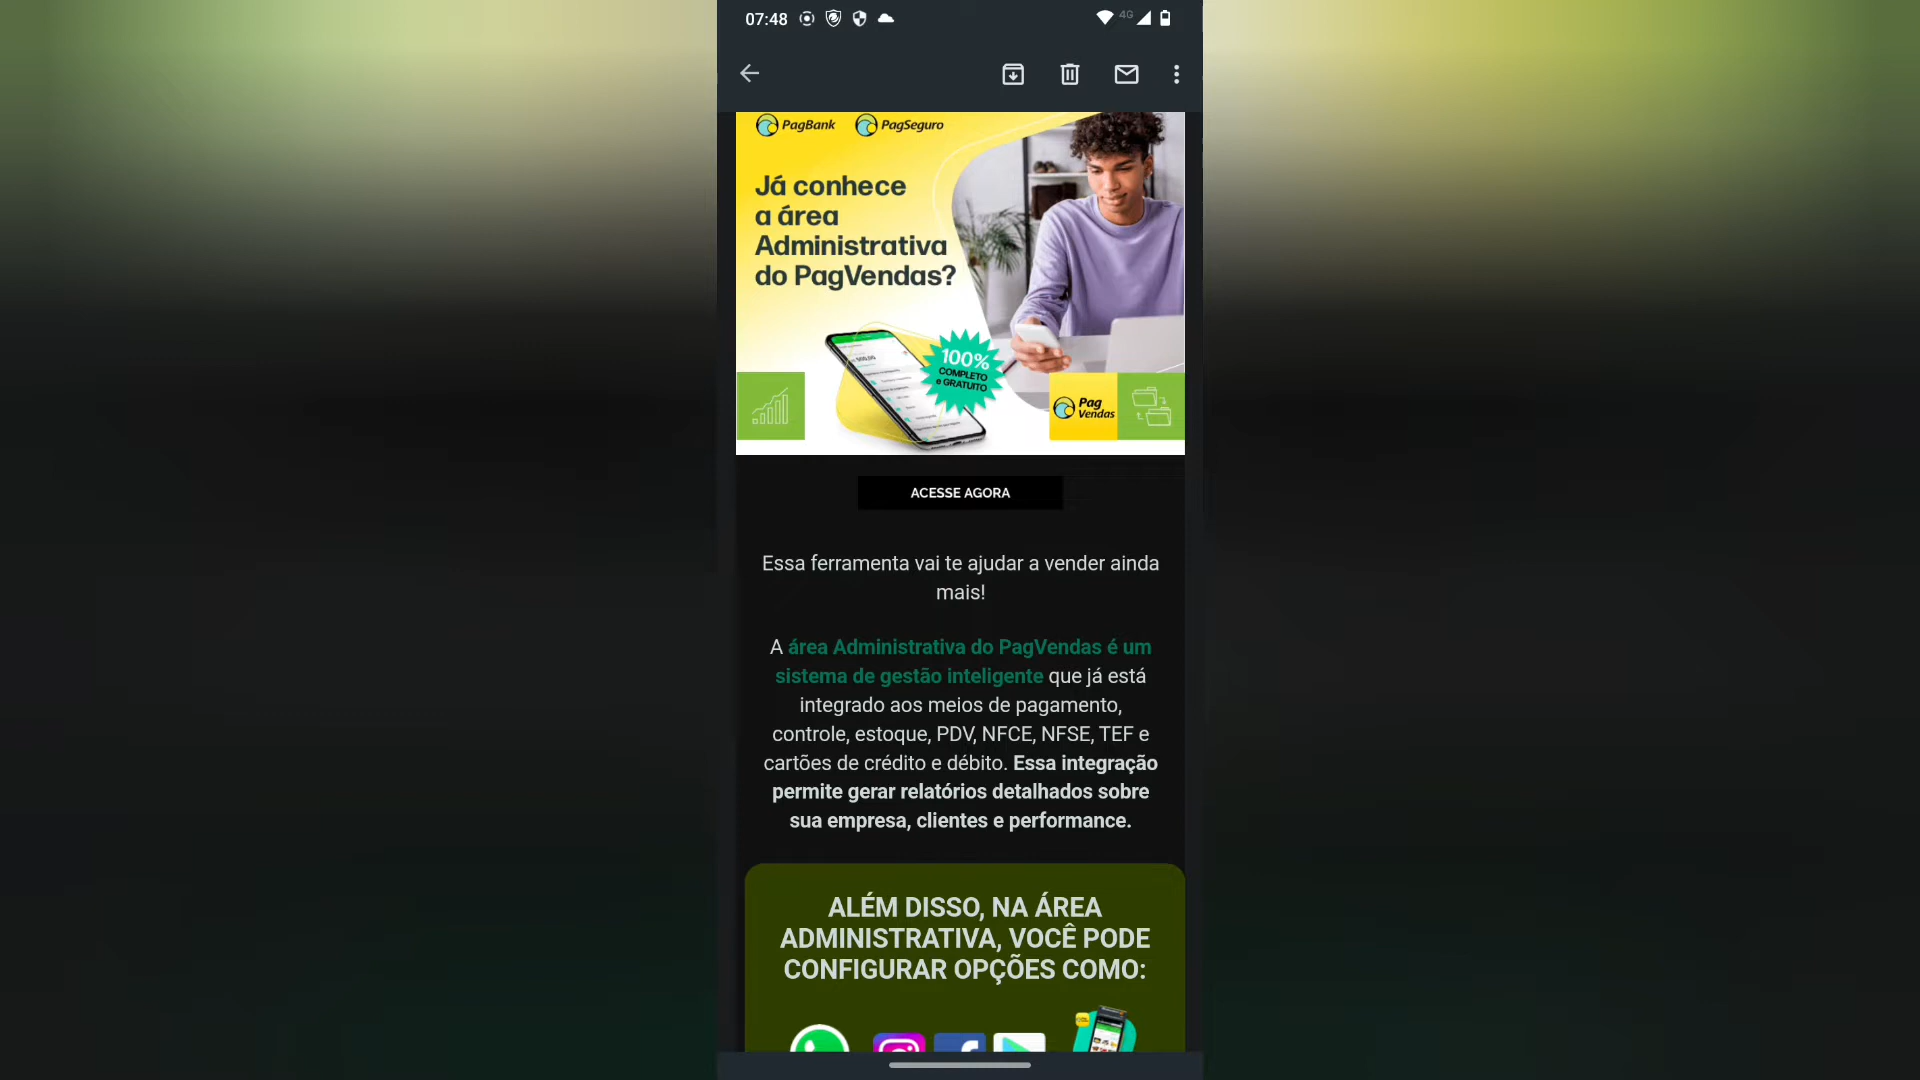 07:48
4G
PagBank PagSeguro
Já conhece
a área
Administrativa
do PagVendas?
100%
COMPLETO
e GRATUITO
Pag
Vendas
ACESSE AGORA
Essa ferramenta vai te ajudar a vender ainda
mais!
A área Administrativa do PagVendas é um
sistema de gestão inteligente que já está
integrado aos meios de pagamento,
controle, estoque, PDV, NFCE, NFSE, TEF e
cartões de crédito e débito. Essa integração
permite gerar relatórios detalhados sobre
sua empresa, clientes e performance.
ALÉM DISSO, NA ÁREA
ADMINISTRATIVA, VOCÊ PODE
CONFIGURAR OPÇÕES COMO: